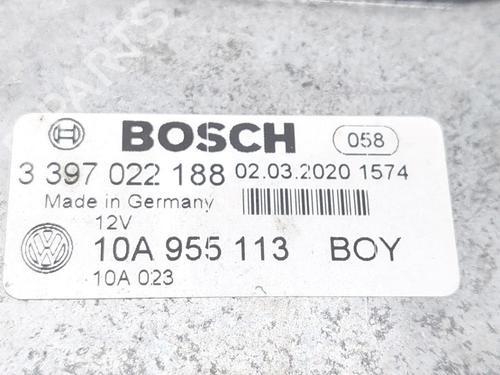 BOSCH 058
3 397 022 188 02.03.2020 1574
Made in Germany
12V
10A 955 113 BOY
10A 023